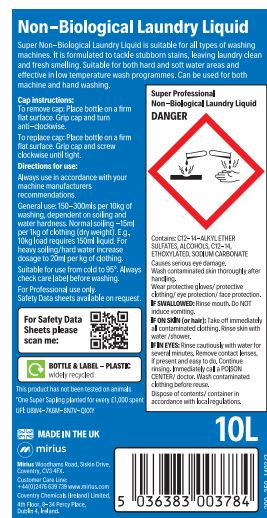 Non-Biological Laundry Liquid
Super Non-Biological Laundry Liquid is suitable for all types of washing
machines. It is formulated to tackle stubborn stains, leaving laundry clean
and fresh smelling. Suitable for both hard and soft water areas and
effective in low temperature wash programmes. Can be used for both
machine and hand washing.
Cap instructions:
To remove cap: Place bottle on a firm
flat surface. Grip cap and turn
anti-clockwise.
To replace cap: Place bottle on a firm
flat surface. Grip cap and screw
clockwise until tight.
Directions for use:
Always use in accordance with your
machine manufacturers
recommendations.
General use: 150-300mls per 10kg of
washing, dependent on soiling and
water hardness. Normal soiling -15ml
per 1kg of clothing (dry weight). E.g.,
10kg load requires 150ml liquid. For
heavy soiling/hard water increase
dosage to 20ml per kg of clothing.
Suitable for use from cold to 95°. Always
check care label before washing.
For Professional use only.
Safety Data sheets available on request.
For Safety Data
Sheets please
scan me:
BOTTLE & LABEL - PLASTIC
widely recycled
This product has not been tested on animals
*One Super Sapling planted for every £1,000 spent
UFI: U8W4-7K6M-8N7V-QXXY
MADE IN THE UK
mirius
Mirius Woodhams Road, Siskin Drive,
Coventry, CV3 4FX.
Customer Care Line:
+44(0)2476 639 739 www.mirius.com
Coventry Chemicals (Ireland) Limited,
4th Floor, 8-34 Percy Place,
Dublin 4, Ireland.
Super Professional
Non-Biological Laundry Liquid
DANGER
Contains: C12-14-ALKYL ETHER
SULFATES, ALCOHOLS, C12-14,
ETHOXYLATED, SODIUM CARBONATE
Causes serious eye damage.
Wash contaminated skin thoroughly after
handling.
Wear protective gloves/ protective
clothing/ eye protection/ face protection.
IF SWALLOWED: Rinse mouth. Do NOT
induce vomiting.
IF ON SKIN (or hair): Take off immediately
all contaminated clothing. Rinse skin with
water /shower.
IF IN EYES: Rinse cautiously with water for
several minutes. Remove contact lenses,
if present and easy to do. Continue
rinsing. Immediately call a POISON
CENTER/ doctor. Wash contaminated
clothing before reuse.
Dispose of contents/ container in
accordance with local regulations.
10L
5 036383 003784